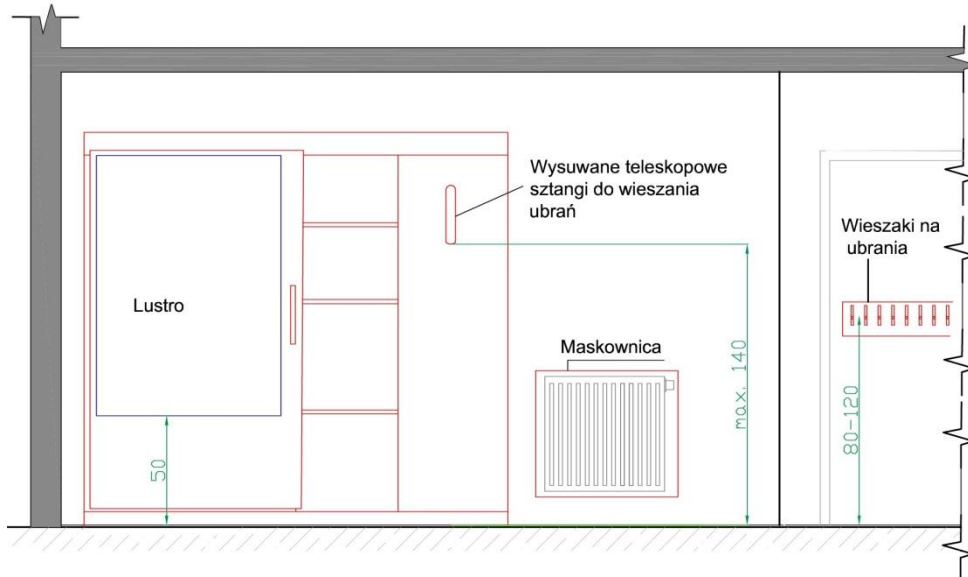 Wysuwane teleskopowe
sztangi do wieszania
ubrań
Wieszaki na
ubrania
Lustro
Maskownica
max. 140
80-120
50